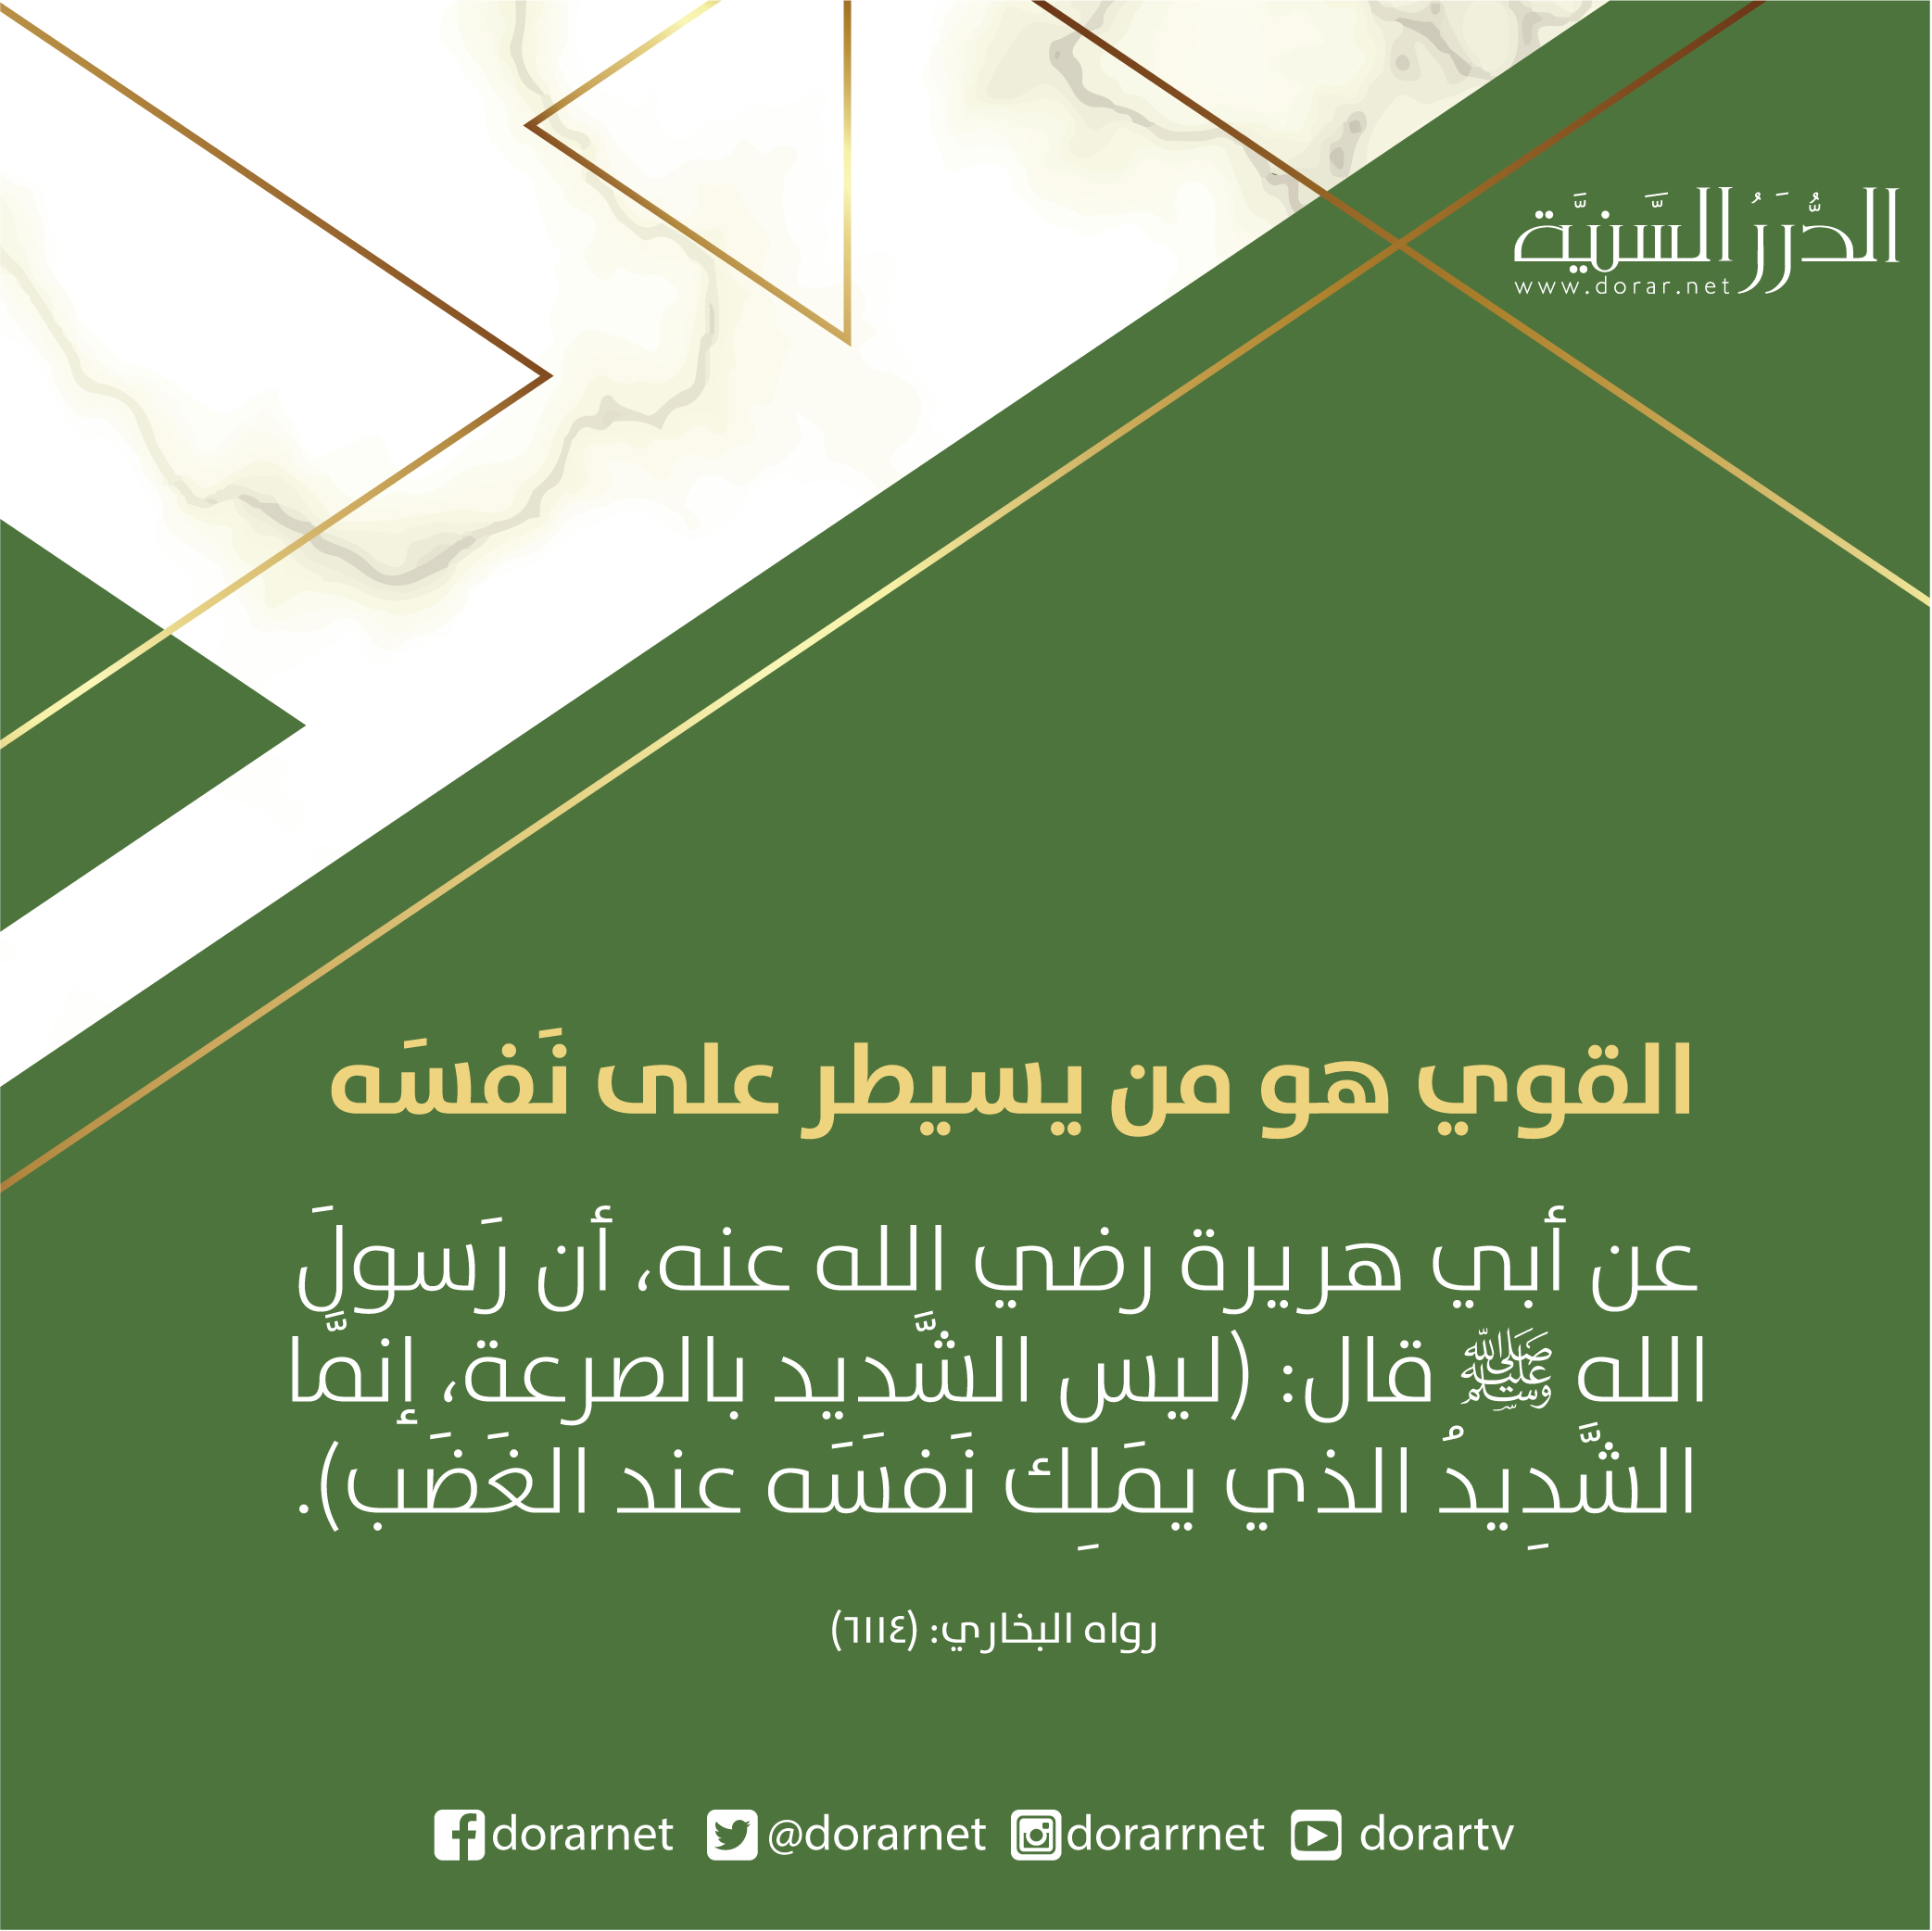 الدُّرَرُ السَّنيَّة
www.dorar.net
القوي هو من يسيطر على نَفسَه
عن أبي هريرة رضي الله عنه، أن رَسولَ
الله ﷺ قال: (ليس الشَّديد بالصرعة، إنمَّا
الشَّدِيدُ الذي يمَلِك نَفسَه عند الغَضَب).
رواه البخاري: (٦١١٤)
dorarnet @dorarnet dorarrnet dorartv